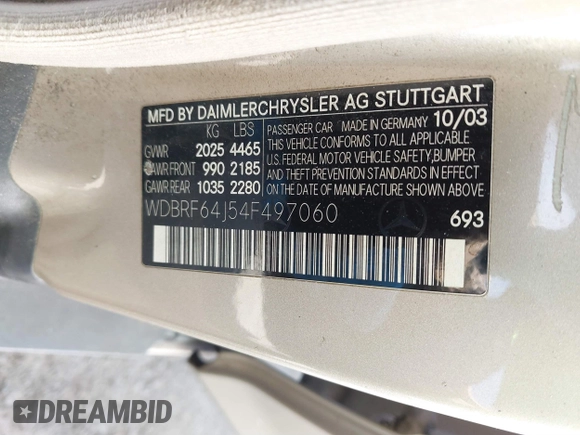 MFD BY DAIMLERCHRYSLER AG STUTTGART
KG LBS PASSENGER CAR MADE IN GERMANY 10/03
GVWR 2025 4465 THIS VEHICLE CONFORMS TO ALL APPLICABLE
GAWR FRONT 990 2185 U.S. FEDERAL MOTOR VEHICLE SAFETY, BUMPER
GAWR REAR 1035 2280 AND THEFT PREVENTION STANDARDS IN EFFECT
ON THE DATE OF MANUFACTURE SHOWN ABOVE.
WDBRF64J54F497060 693
DREAMBID